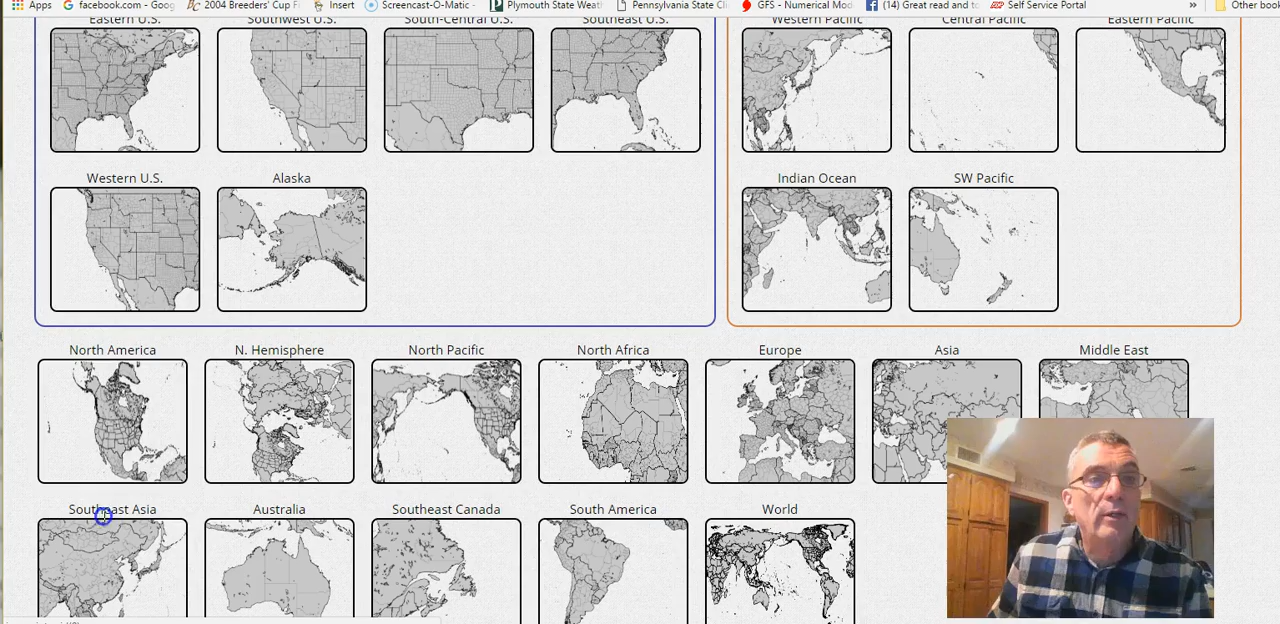 Apps facebook.com - Goog 2004 Breeders' Cup F Insert Screencast-O-Matic - Plymouth State Weat Pennsylvania State Cli GFS - Numerical Mod (14) Great read and to Self Service Portal » Other book
Eastern U.S. Southwest U.S. South-Central U.S. Southeast U.S. Western Pacific Central Pacific Eastern Pacific
Western U.S. Alaska Indian Ocean SW Pacific
North America N. Hemisphere North Pacific North Africa Europe Asia Middle East
Southeast Asia Australia Southeast Canada South America World